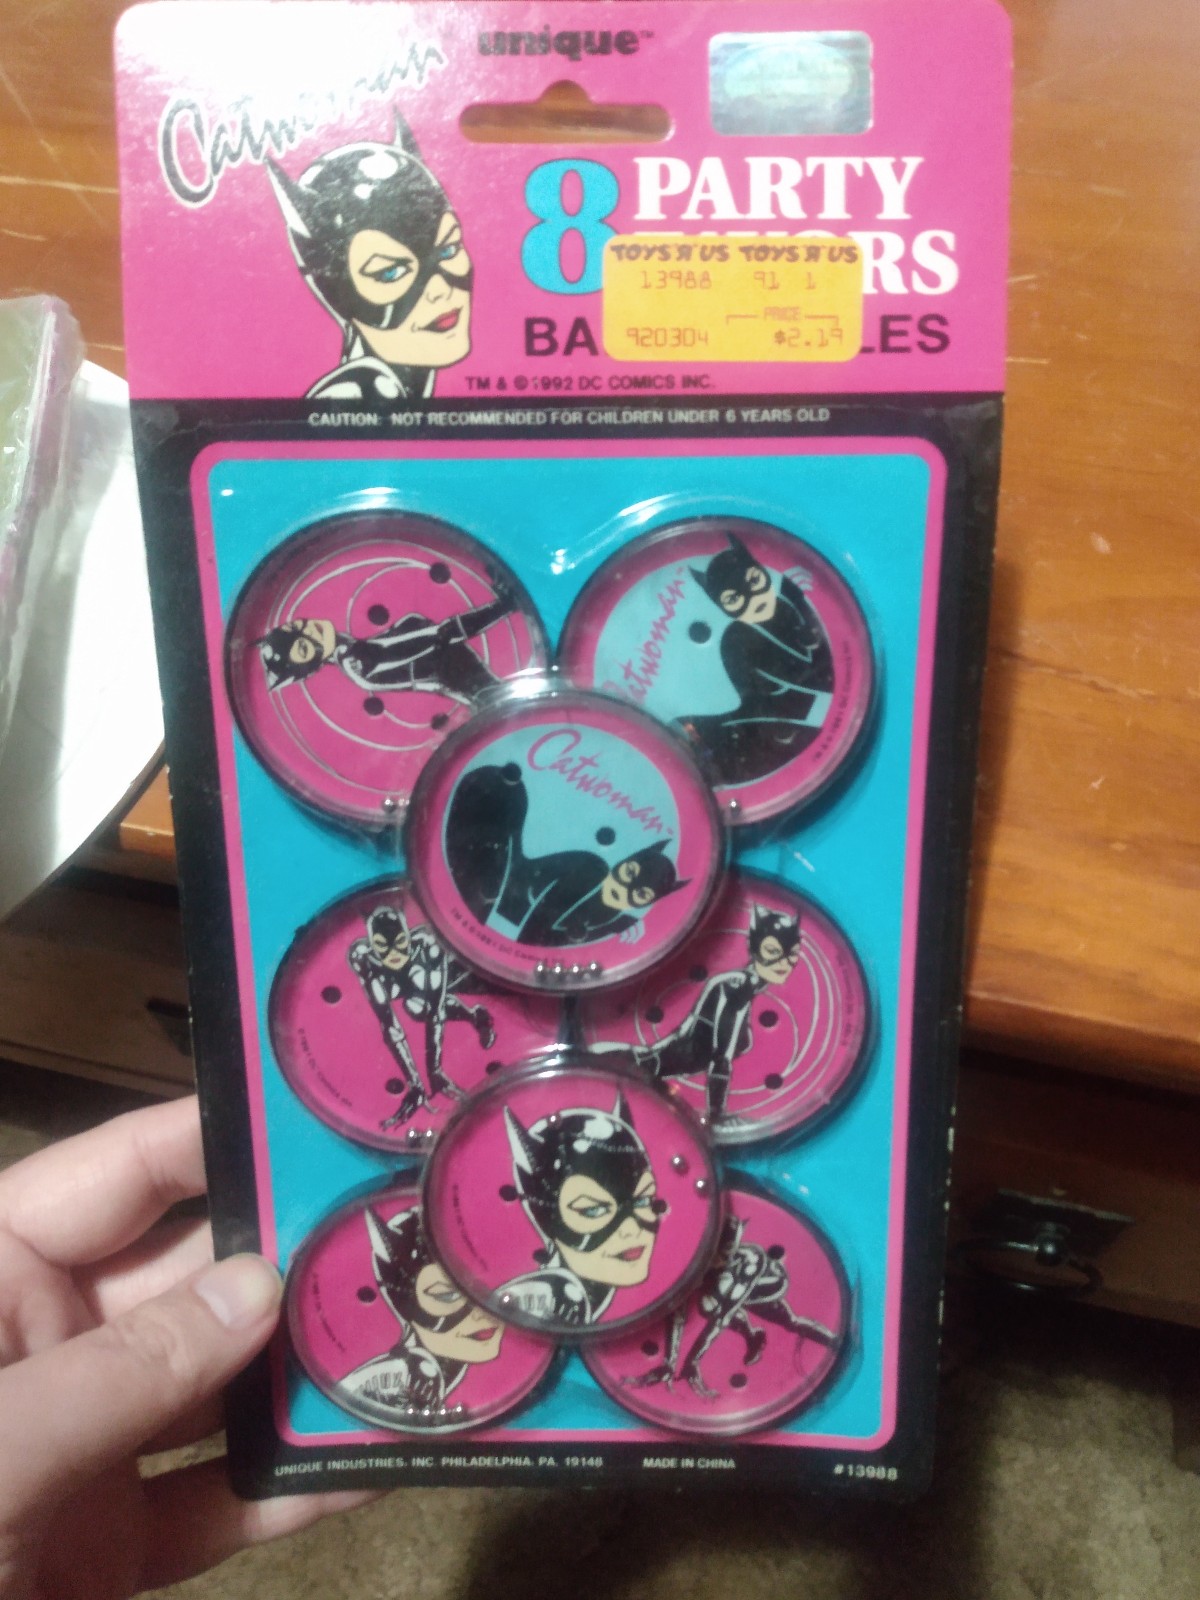 unique™
Catwoman
8 PARTY
RS
TOYS R US TOYS R US
13988 91 1
PRICE
920304 $2.19
BA LES
TM & © 1992 DC COMICS INC.
CAUTION: NOT RECOMMENDED FOR CHILDREN UNDER 6 YEARS OLD
Catwoman™
Catwoman™
UNIQUE INDUSTRIES, INC. PHILADELPHIA, PA. 19148 MADE IN CHINA #13988